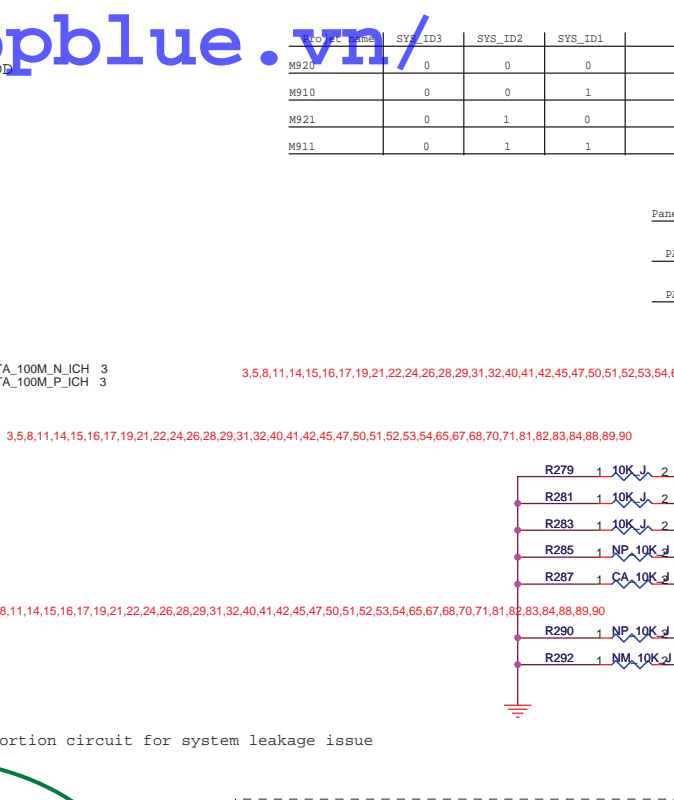 opblue.vn/
Projet name SYS_ID3 SYS_ID2 SYS_ID1
M920 0 0 0
M910 0 0 1
M921 0 1 0
M911 0 1 1
TA_100M_N_ICH 3
TA_100M_P_ICH 3
3,5,8,11,14,15,16,17,19,21,22,24,26,28,29,31,32,40,41,42,45,47,50,51,52,53,54,6
3,5,8,11,14,15,16,17,19,21,22,24,26,28,29,31,32,40,41,42,45,47,50,51,52,53,54,65,67,68,70,71,81,82,83,84,88,89,90
R279 1 10K_J 2
R281 1 10K_J 2
R283 1 10K_J 2
R285 1 NP_10K_J 2
R287 1 CA_10K_J 2
8,11,14,15,16,17,19,21,22,24,26,28,29,31,32,40,41,42,45,47,50,51,52,53,54,65,67,68,70,71,81,82,83,84,88,89,90
R290 1 NP_10K_J 2
R292 1 NM_10K_J 2
ortion circuit for system leakage issue